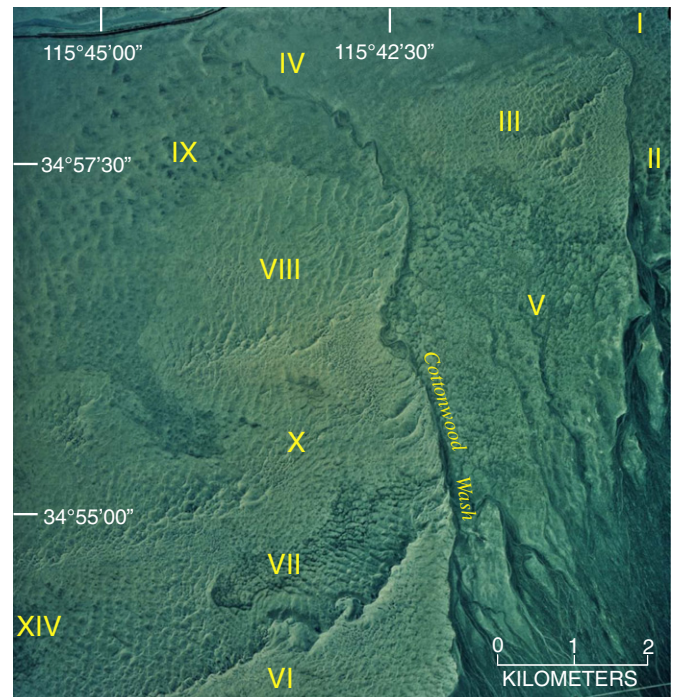 I
115°45'00"
115°42'30"
IV
III
II
IX
34°57'30"
VIII
V
Cottonwood
Wash
X
34°55'00"
VII
XIV
VI
0 1 2
KILOMETERS